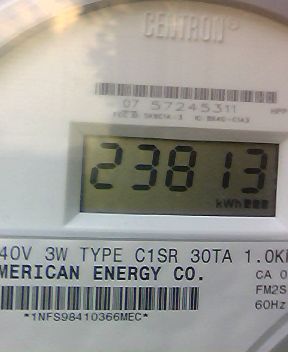 CENTRON®
07 57245311
23813
kWh
40V 3W TYPE C1SR 30TA 1.0K
MERICAN ENERGY CO.
CA 0
FM2S
60Hz
*1NFS98410366MEC*